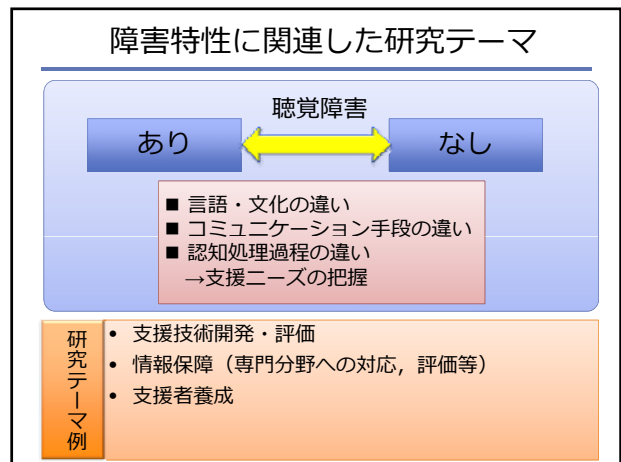 障害特性に関連した研究テーマ
聴覚障害
あり
なし
■ 言語・文化の違い
■ コミュニケーション手段の違い
■ 認知処理過程の違い
→支援ニーズの把握
研究テーマ例
• 支援技術開発・評価
• 情報保障（専門分野への対応，評価等）
• 支援者養成